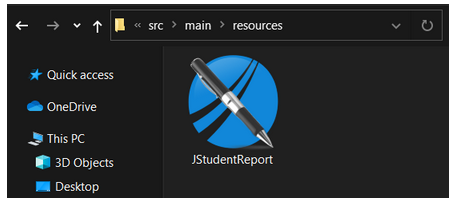 « src > main > resources
Quick access
OneDrive
This PC
3D Objects
Desktop
JStudentReport